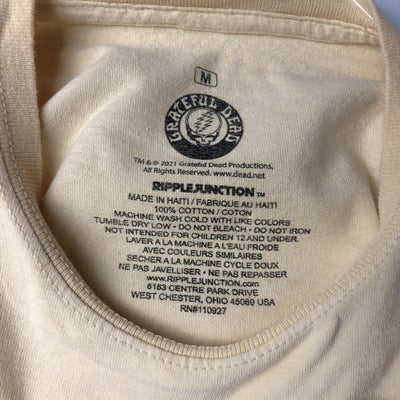 M
GRATEFUL DEAD
TM & © 2021 Grateful Dead Productions.
All Rights Reserved. www.dead.net
RIPPLE JUNCTION™
MADE IN HAITI / FABRIQUE AU HAITI
100% COTTON / COTON
MACHINE WASH COLD WITH LIKE COLORS
TUMBLE DRY LOW • DO NOT BLEACH • DO NOT IRON
NOT INTENDED FOR CHILDREN 12 AND UNDER.
LAVER A LA MACHINE A L'EAU FROIDE
AVEC COULEURS SIMILAIRES
SECHER A LA MACHINE CYCLE DOUX
NE PAS JAVELLISER • NE PAS REPASSER
www.RIPPLEJUNCTION.com
6183 CENTRE PARK DRIVE
WEST CHESTER, OHIO 45069 USA
RN#110927